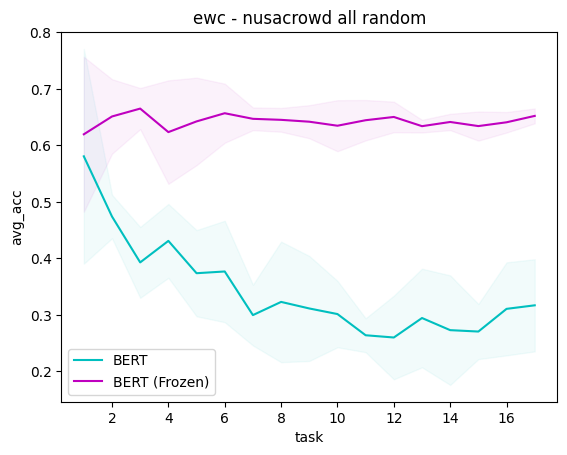 ewc - nusacrowd all random
avg_acc
0.8
0.7
0.6
0.5
0.4
0.3
0.2
BERT
BERT (Frozen)
2 4 6 8 10 12 14 16
task